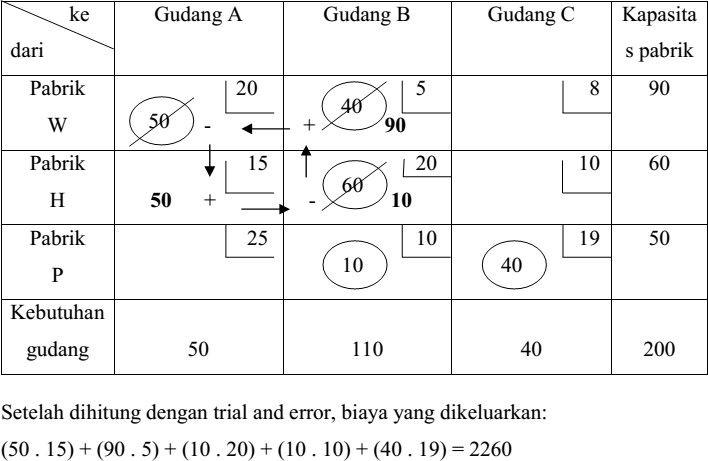 ke
dari
Gudang A
Gudang B
Gudang C
Kapasita
s pabrik
Pabrik
W
20
50 -
5
40
+ 90
8
90
Pabrik
H
15
50 +
20
60
- 10
10
60
Pabrik
P
25
10
10
19
40
50
Kebutuhan
gudang
50
110
40
200
Setelah dihitung dengan trial and error, biaya yang dikeluarkan:
(50 . 15) + (90 . 5) + (10 . 20) + (10 . 10) + (40 . 19) = 2260